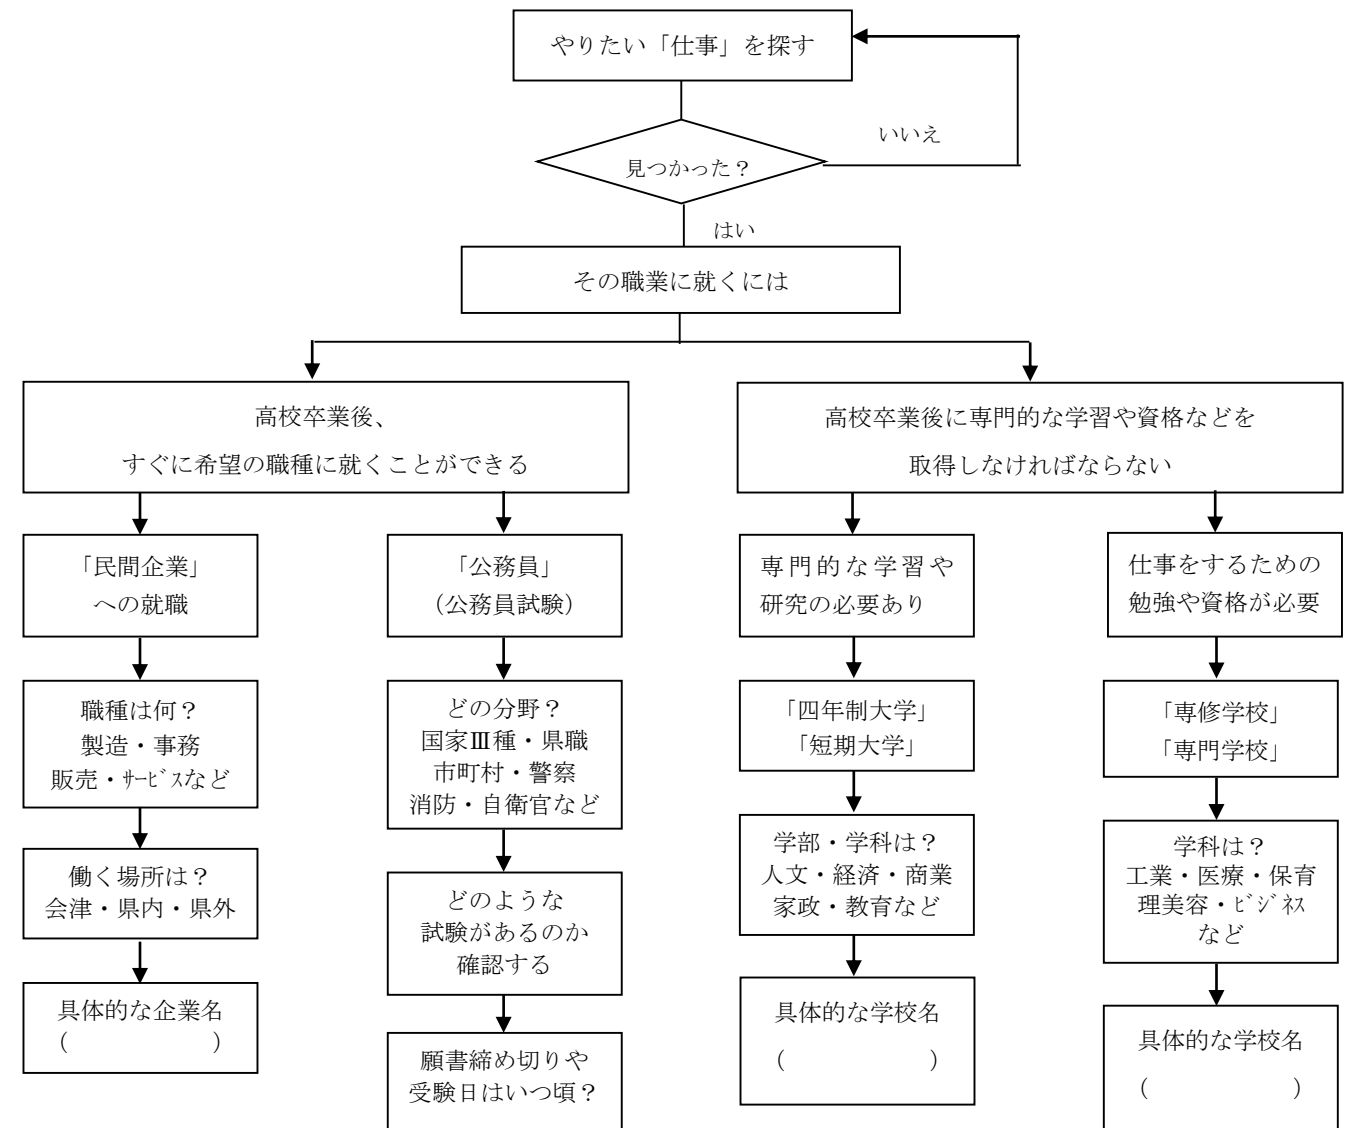 やりたい「仕事」を探す
いいえ
見つかった？
はい
その職業に就くには
高校卒業後、
すぐに希望の職種に就くことができる
高校卒業後に専門的な学習や資格などを
取得しなければならない
「民間企業」
への就職
「公務員」
（公務員試験）
専門的な学習や
研究の必要あり
仕事をするための
勉強や資格が必要
職種は何？
製造・事務
販売・ｻｰﾋﾞｽなど
どの分野？
国家Ⅲ種・県職
市町村・警察
消防・自衛官など
「四年制大学」
「短期大学」
「専修学校」
「専門学校」
働く場所は？
会津・県内・県外
どのような
試験があるのか
確認する
学部・学科は？
人文・経済・商業
家政・教育など
学科は？
工業・医療・保育
理美容・ﾋﾞｼﾞﾈｽ
など
具体的な企業名
（　　　　　　）
願書締め切りや
受験日はいつ頃？
具体的な学校名
（　　　　　　）
具体的な学校名
（　　　　　　）